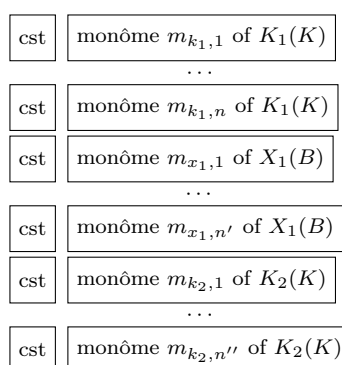 cst monôme $m_{k_1,1}$ of $K_1(K)$
...
cst monôme $m_{k_1,n}$ of $K_1(K)$
cst monôme $m_{x_1,1}$ of $X_1(B)$
...
cst monôme $m_{x_1,n'}$ of $X_1(B)$
cst monôme $m_{k_2,1}$ of $K_2(K)$
...
cst monôme $m_{k_2,n''}$ of $K_2(K)$